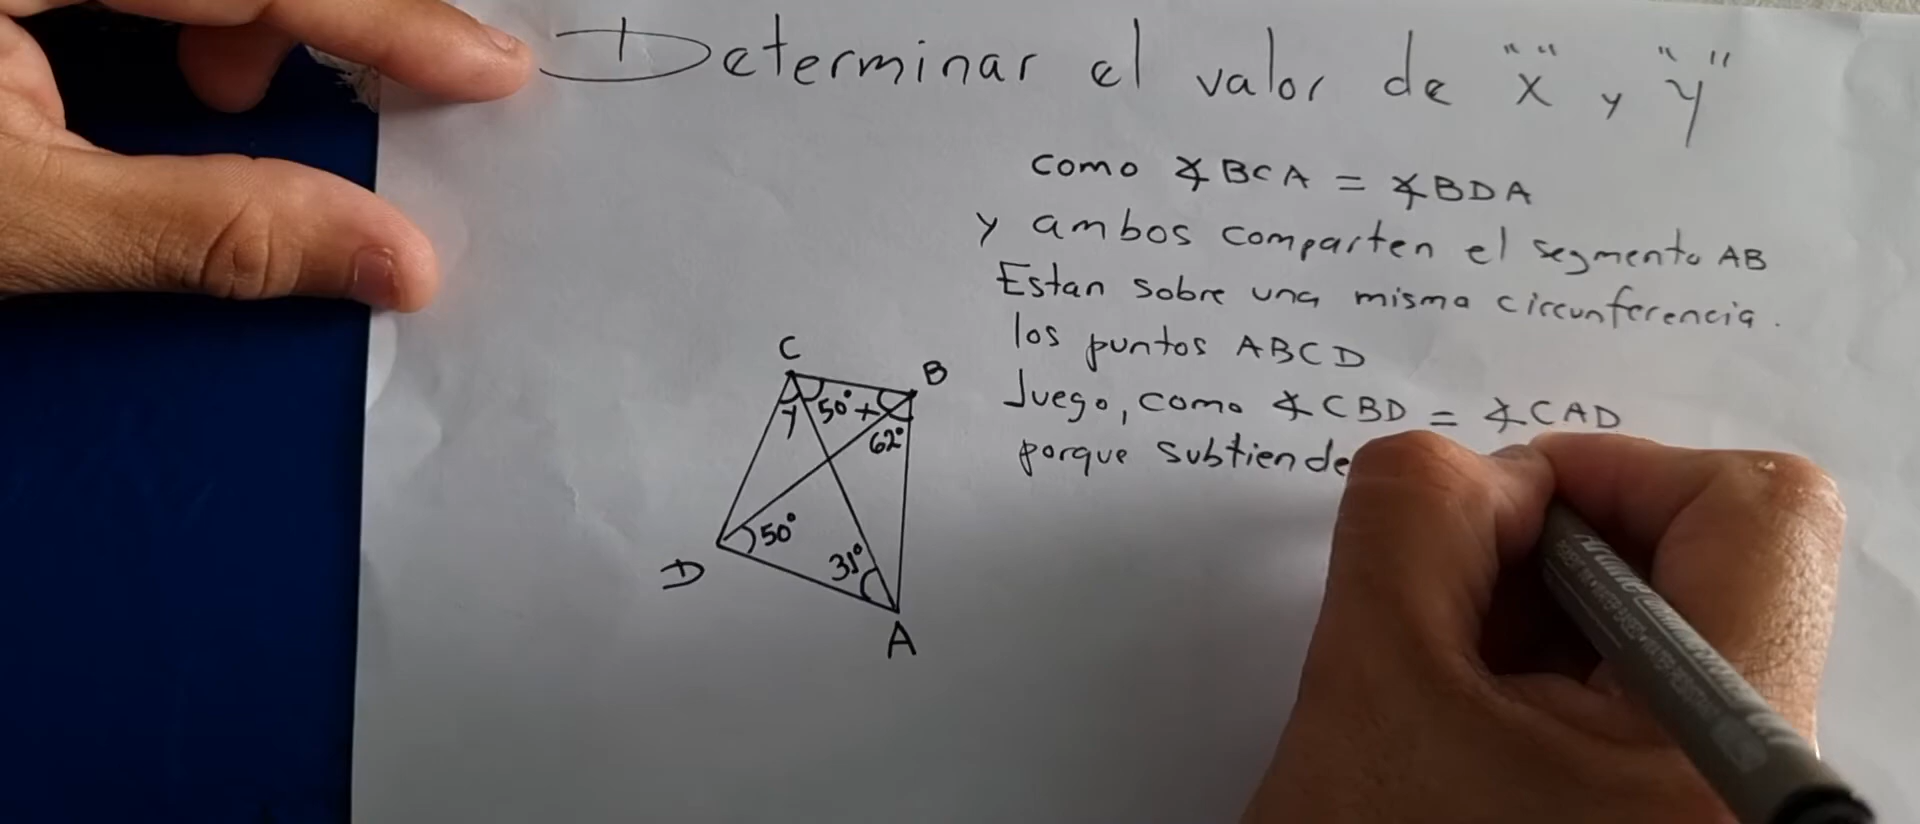 Determinar el valor de "x" y "y"
como ∡BCA = ∡BDA
y ambos comparten el segmento AB
Estan sobre una misma circunferencia.
los puntos ABCD
luego, como ∡CBD = ∡CAD
porque subtiende
C
B
y 50° x
62°
50°
31°
D
A